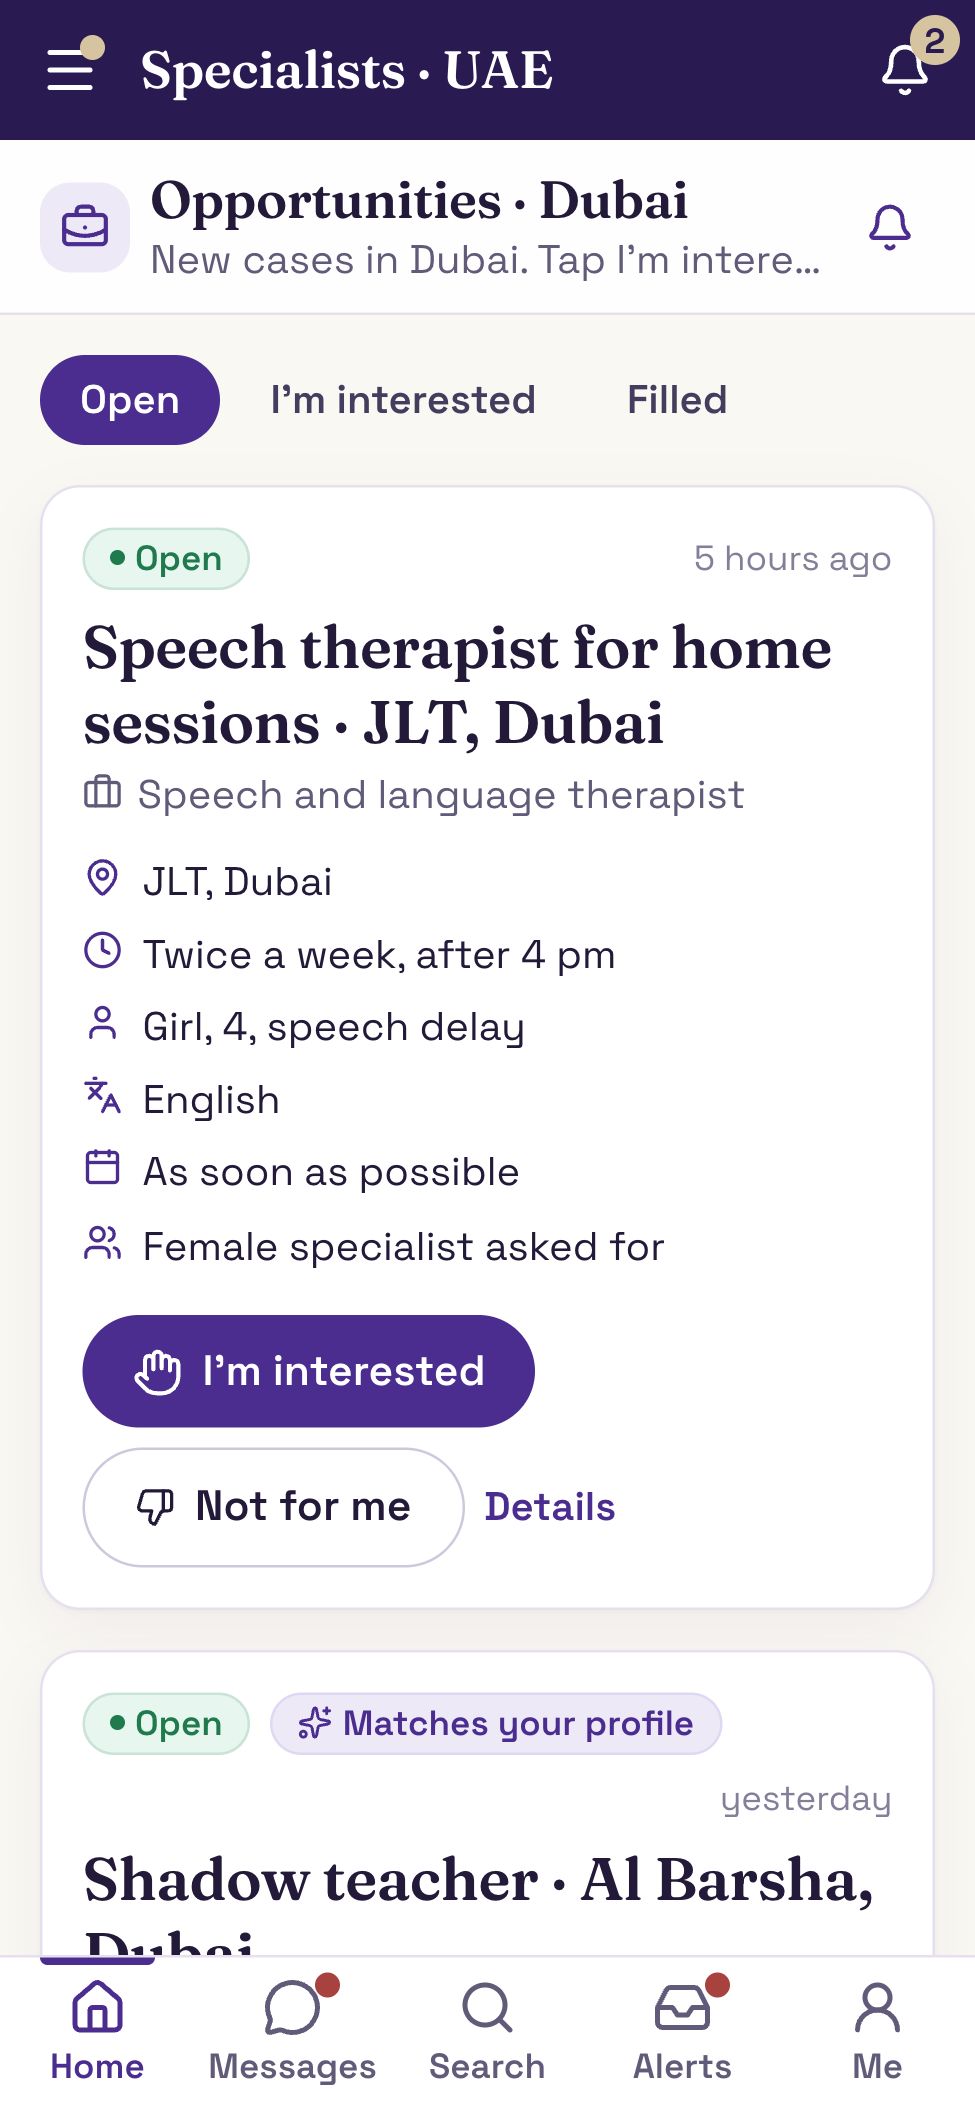 Specialists · UAE
2
Opportunities · Dubai
New cases in Dubai. Tap I’m intere…
Open
I’m interested
Filled
Open
5 hours ago
Speech therapist for home
sessions · JLT, Dubai
Speech and language therapist
JLT, Dubai
Twice a week, after 4 pm
Girl, 4, speech delay
English
As soon as possible
Female specialist asked for
I’m interested
Not for me
Details
Open
Matches your profile
yesterday
Shadow teacher · Al Barsha,
Dubai
Home
Messages
Search
Alerts
Me